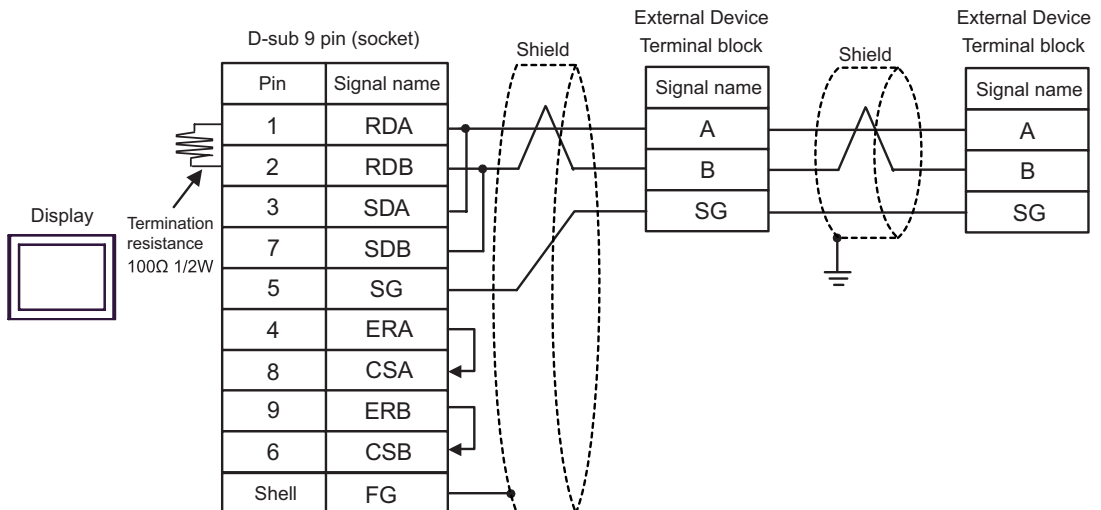 External Device
Terminal block
External Device
Terminal block
D-sub 9 pin (socket)
Shield
Shield
Pin Signal name
1 RDA
2 RDB
3 SDA
7 SDB
5 SG
4 ERA
8 CSA
9 ERB
6 CSB
Shell FG
Signal name
A
B
SG
Signal name
A
B
SG
Display
Termination
resistance
100Ω 1/2W